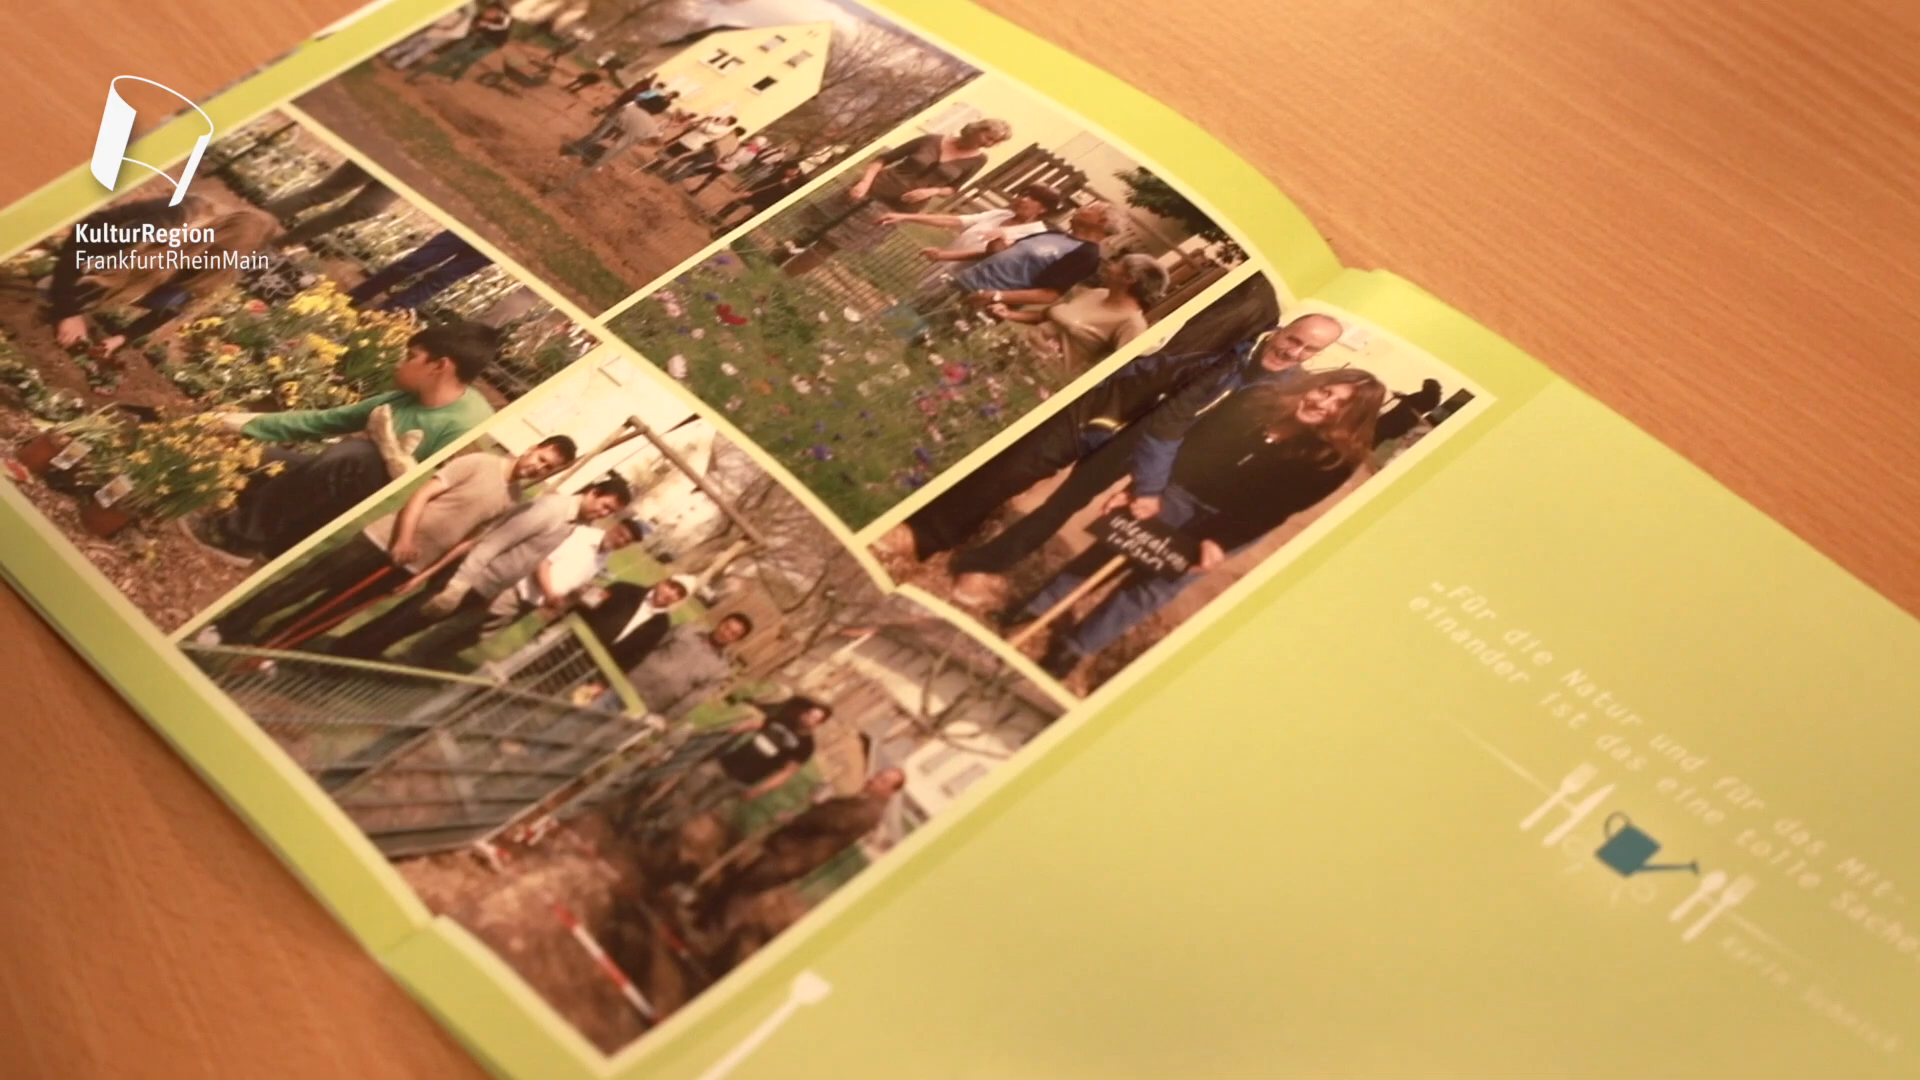 KulturRegion
FrankfurtRheinMain
„Für die Natur und für das Mit-
einander ist das eine tolle Sache